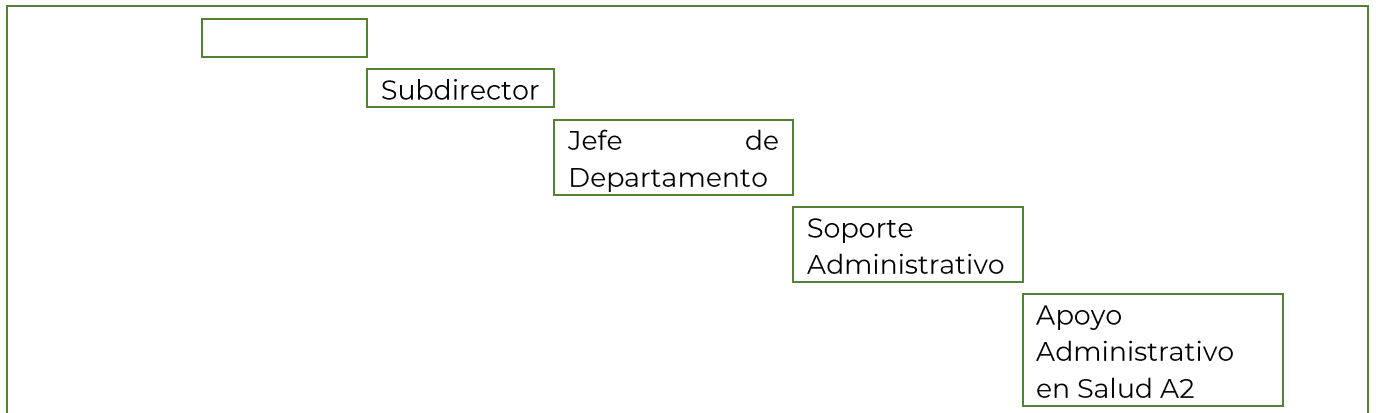 Subdirector
Jefe de
Departamento
Soporte
Administrativo
Apoyo
Administrativo
en Salud A2